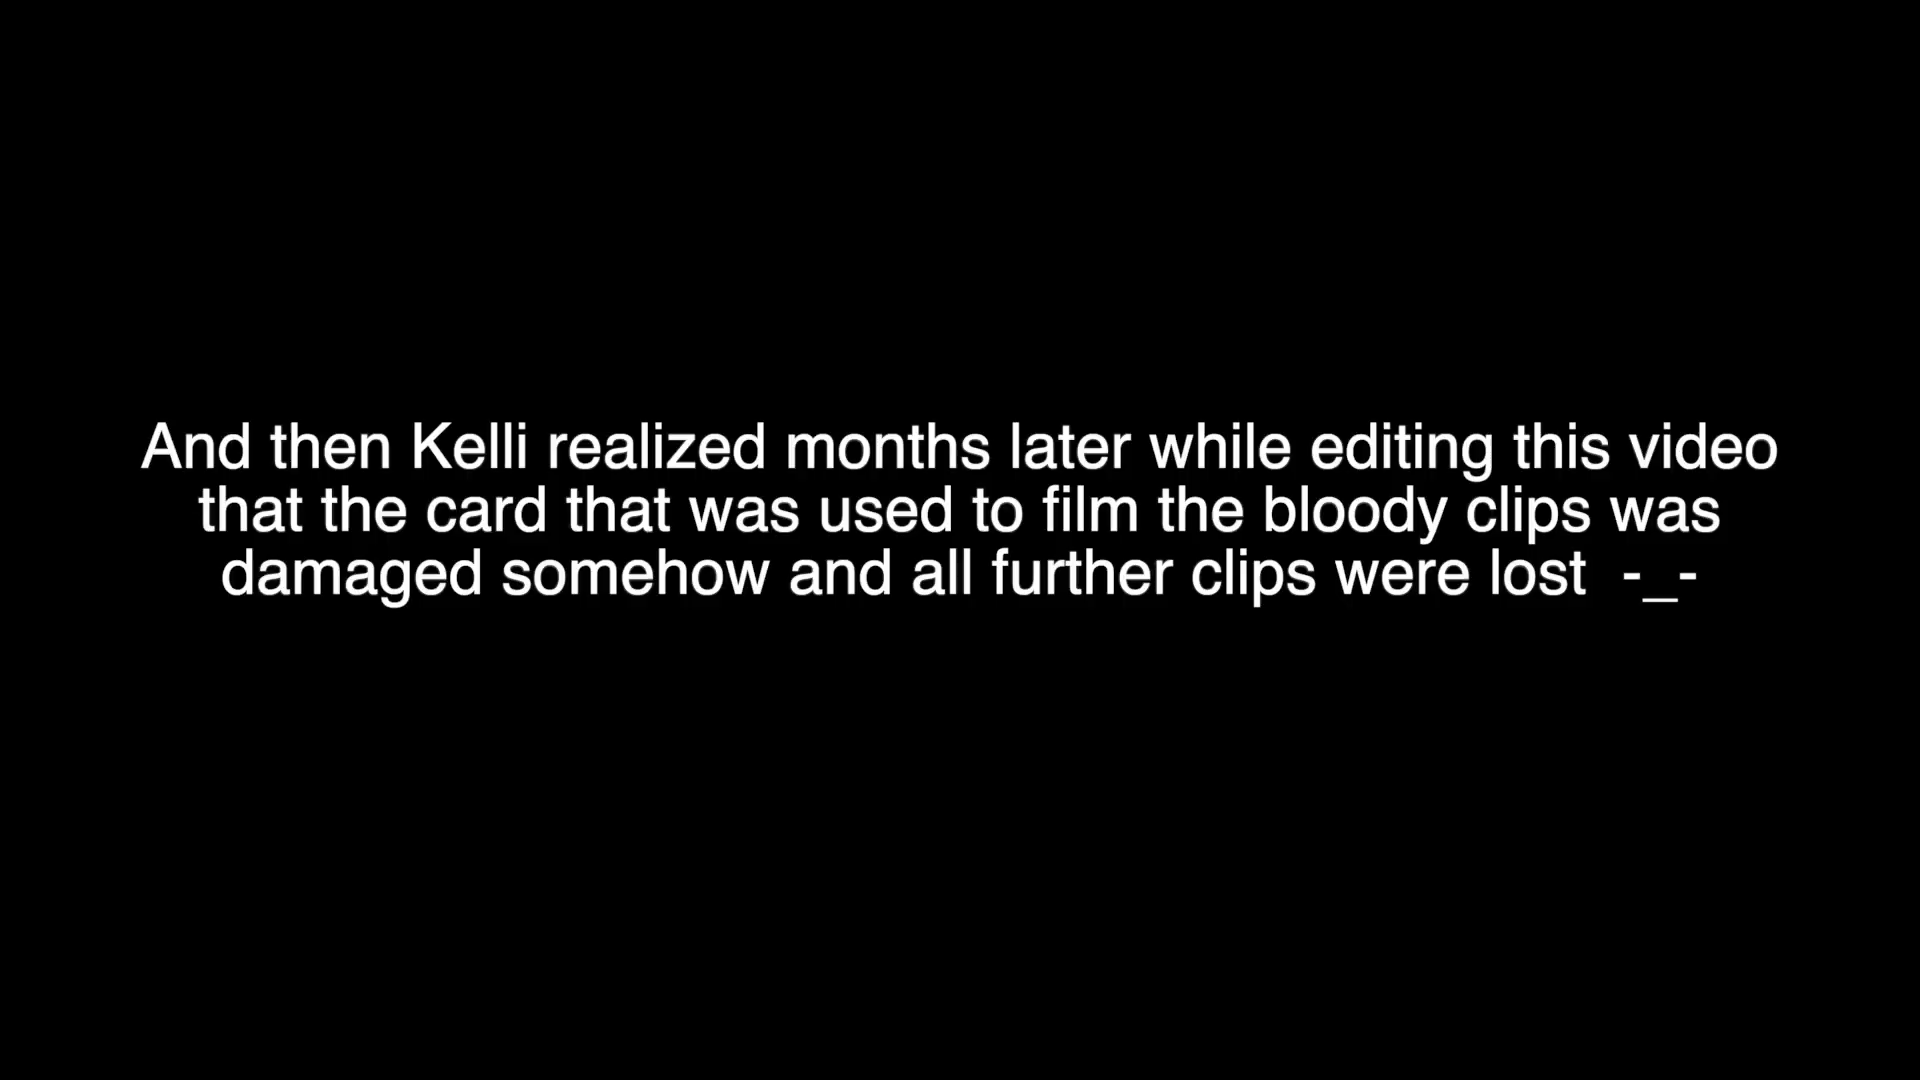 And then Kelli realized months later while editing this video
that the card that was used to film the bloody clips was
damaged somehow and all further clips were lost  -_-